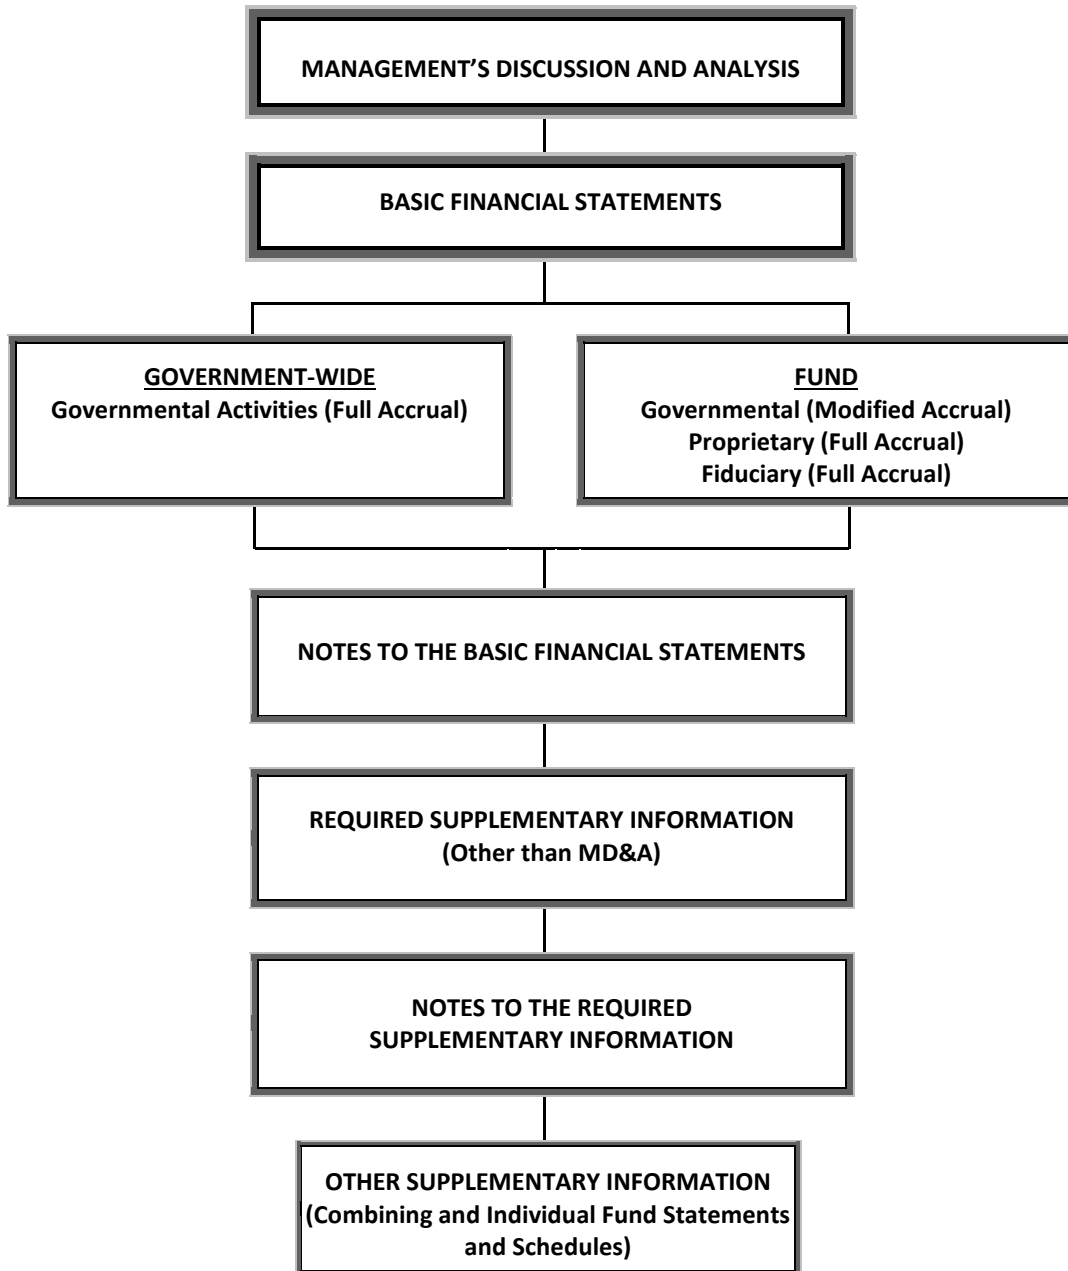 MANAGEMENT’S DISCUSSION AND ANALYSIS
BASIC FINANCIAL STATEMENTS
GOVERNMENT-WIDE
Governmental Activities (Full Accrual)
FUND
Governmental (Modified Accrual)
Proprietary (Full Accrual)
Fiduciary (Full Accrual)
NOTES TO THE BASIC FINANCIAL STATEMENTS
REQUIRED SUPPLEMENTARY INFORMATION
(Other than MD&A)
NOTES TO THE REQUIRED
SUPPLEMENTARY INFORMATION
OTHER SUPPLEMENTARY INFORMATION
(Combining and Individual Fund Statements
and Schedules)